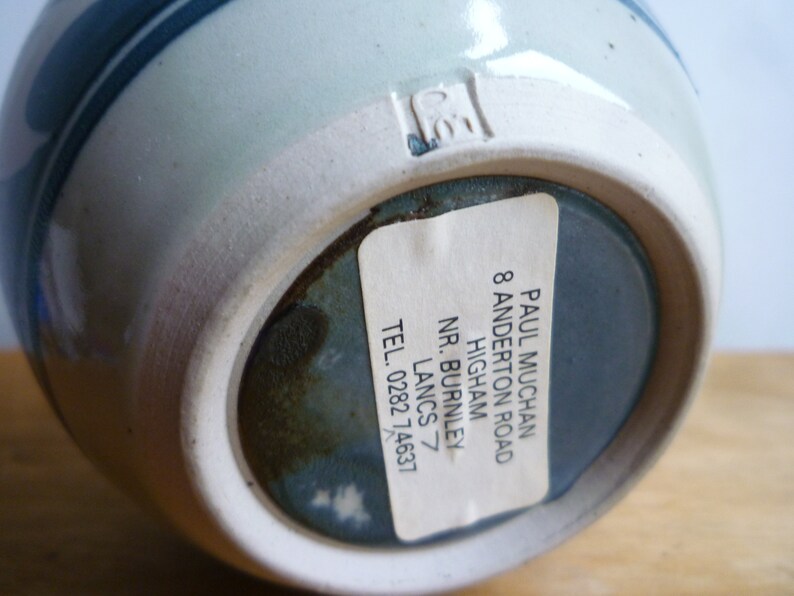 PAUL MUCHAN
8 ANDERTON ROAD
HIGHAM
NR. BURNLEY
LANCS 7
TEL. 0282 74637